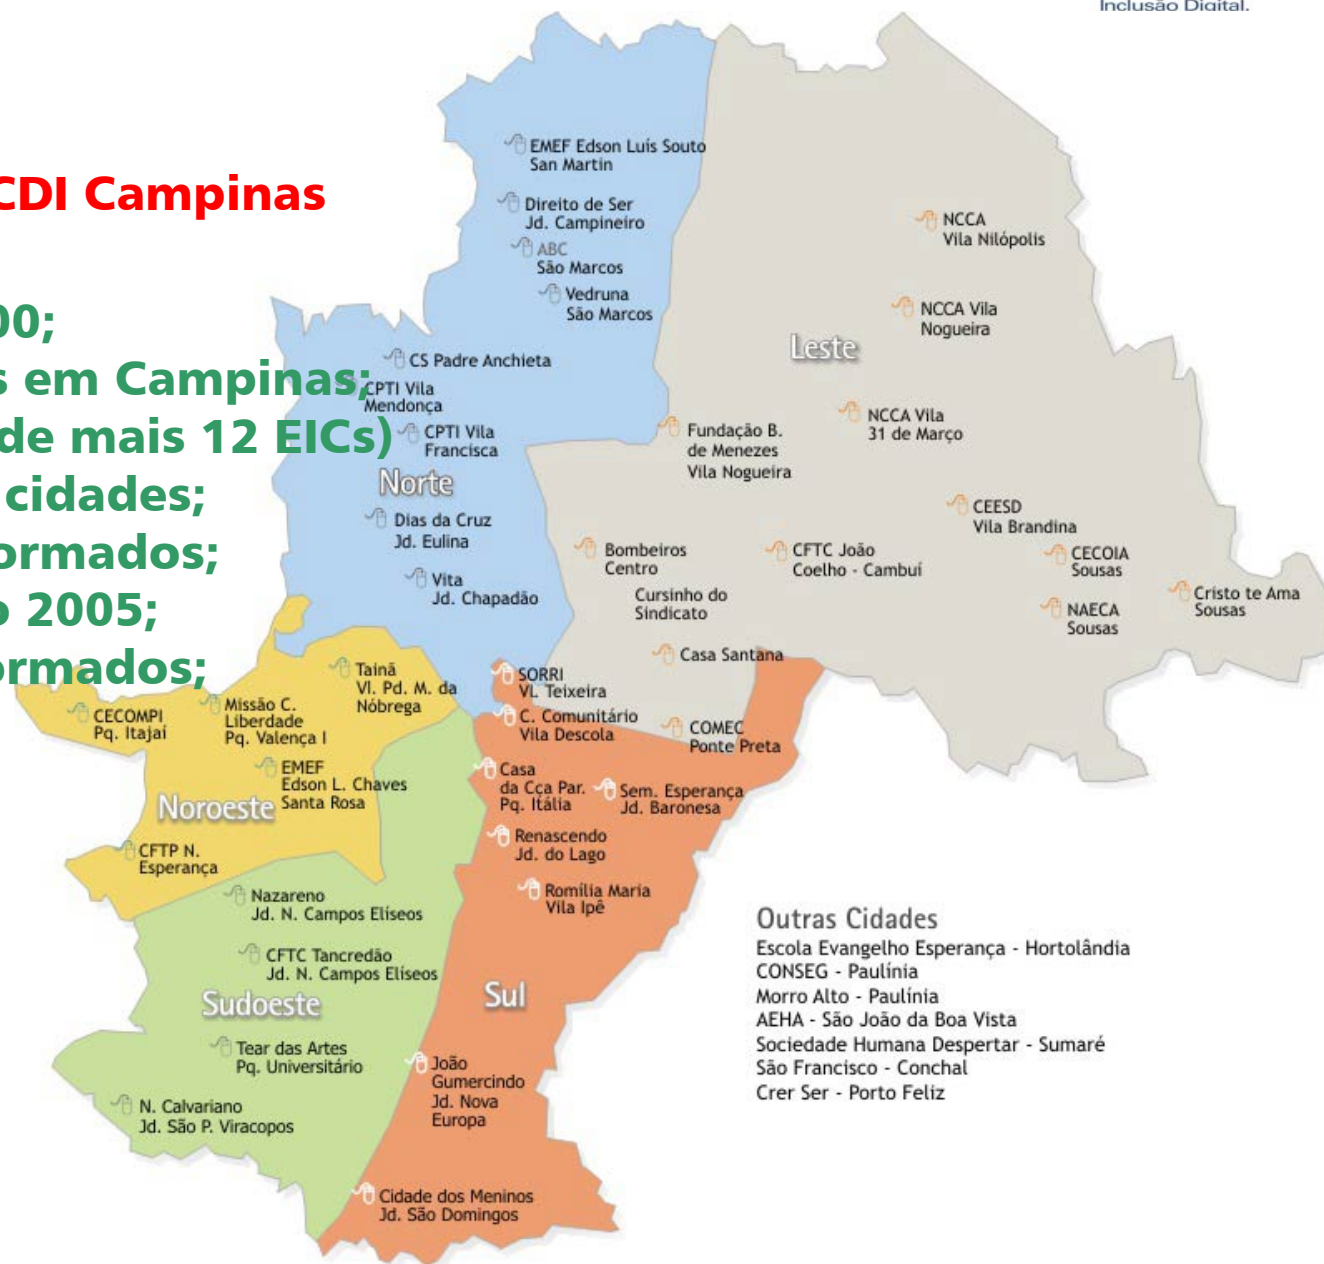 Inclusão Digital.
CDI Campinas
00;
s em Campinas;
de mais 12 EICs)
cidades;
ormados;
o 2005;
ormados;
EMEF Edson Luís Souto
San Martin
Direito de Ser
Jd. Campineiro
ABC
São Marcos
Vedruna
São Marcos
CS Padre Anchieta
CPTI Vila
Mendonça
CPTI Vila
Francisca
Norte
Dias da Cruz
Jd. Eulina
Vita
Jd. Chapadão
NCCA
Vila Nilópolis
NCCA Vila
Nogueira
Leste
NCCA Vila
31 de Março
Fundação B.
de Menezes
Vila Nogueira
CEESD
Vila Brandina
Bombeiros
Centro
CFTC João
Coelho - Cambuí
CECOIA
Sousas
Cursinho do
Sindicato
NAECA
Sousas
Cristo te Ama
Sousas
Casa Santana
COMEC
Ponte Preta
Tainã
Vl. Pd. M. da
Nóbrega
CECOMPI
Pq. Itajaí
Missão C.
Liberdade
Pq. Valença I
EMEF
Edson L. Chaves
Santa Rosa
Noroeste
CFTP N.
Esperança
SORRI
Vl. Teixeira
C. Comunitário
Vila Descola
Casa
da Cça Par.
Pq. Itália
Sem. Esperança
Jd. Baronesa
Renascendo
Jd. do Lago
Romília Maria
Vila Ipê
Sul
João
Gumercindo
Jd. Nova
Europa
Cidade dos Meninos
Jd. São Domingos
Nazareno
Jd. N. Campos Elíseos
CFTC Tancredão
Jd. N. Campos Elíseos
Sudoeste
Tear das Artes
Pq. Universitário
N. Calvariano
Jd. São P. Viracopos
Outras Cidades
Escola Evangelho Esperança - Hortolândia
CONSEG - Paulínia
Morro Alto - Paulínia
AEHA - São João da Boa Vista
Sociedade Humana Despertar - Sumaré
São Francisco - Conchal
Crer Ser - Porto Feliz